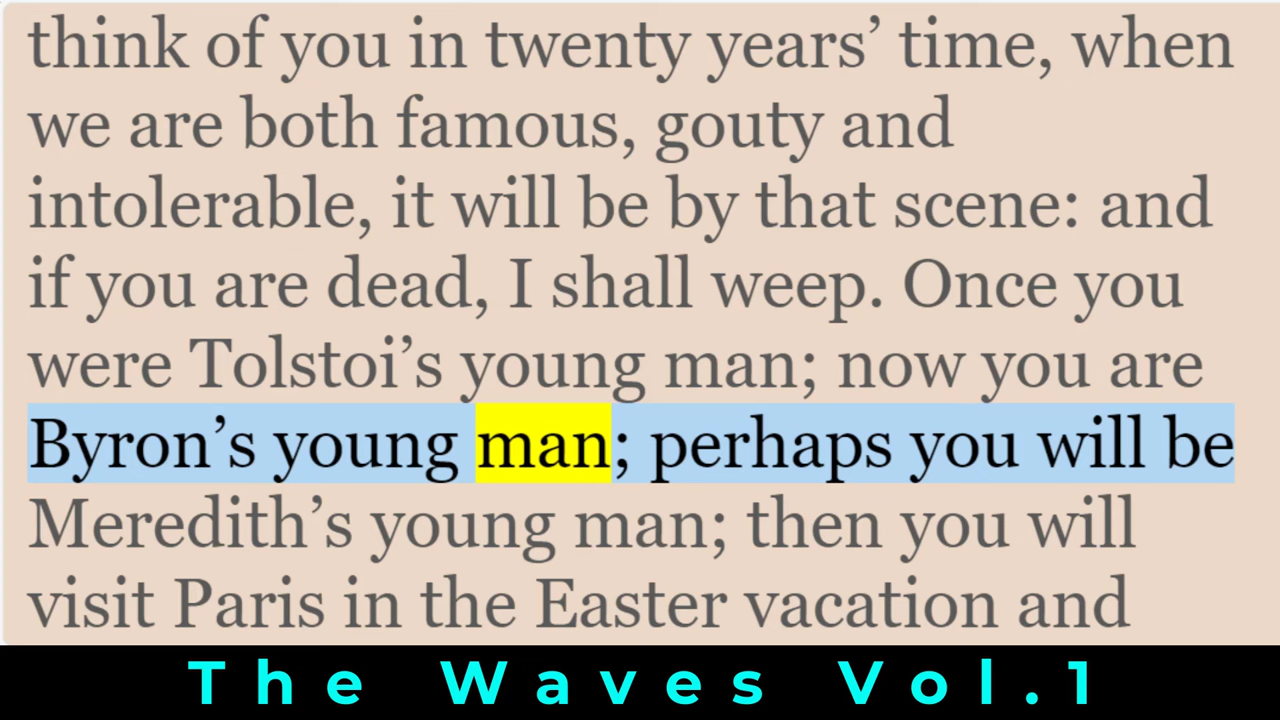 think of you in twenty years’ time, when
we are both famous, gouty and
intolerable, it will be by that scene: and
if you are dead, I shall weep. Once you
were Tolstoi’s young man; now you are
Byron’s young man; perhaps you will be
Meredith’s young man; then you will
visit Paris in the Easter vacation and
The Waves Vol.1